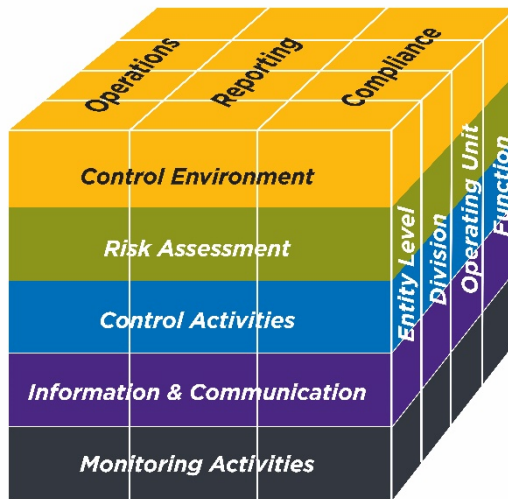 Operations
Reporting
Compliance
Control Environment
Risk Assessment
Control Activities
Information & Communication
Monitoring Activities
Entity Level
Division
Operating Unit
Function